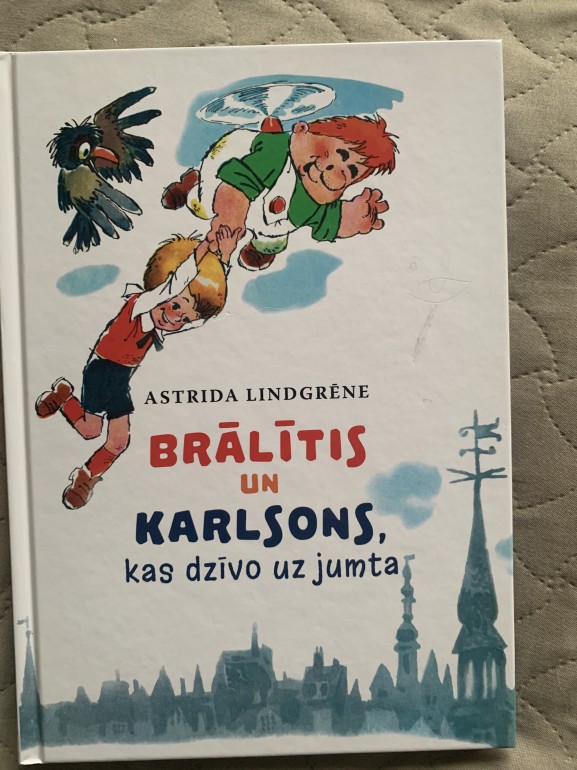 ASTRIDA LINDGRĒNE
BRĀLĪTIS
UN
KARLSONS,
kas dzīvo uz jumta